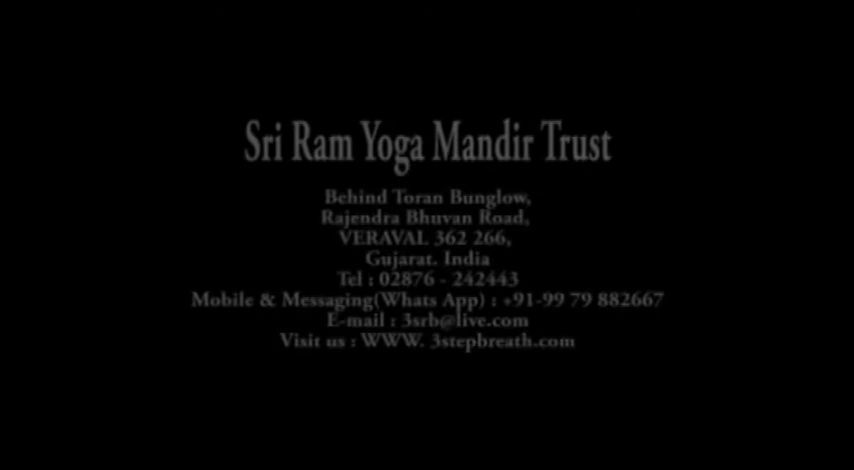 Sri Ram Yoga Mandir Trust
Behind Toran Bunglow,
Rajendra Bhuvan Road,
VERAVAL 362 266,
Gujarat. India
Tel : 02876 - 242443
Mobile & Messaging(Whats App) : +91-99 79 882667
E-mail : 3srb@live.com
Visit us : WWW. 3stepbreath.com